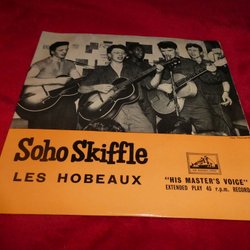 Soho Skiffle
LES HOBEAUX
"HIS MASTER'S VOICE"
EXTENDED PLAY 45 r.p.m. RECORD